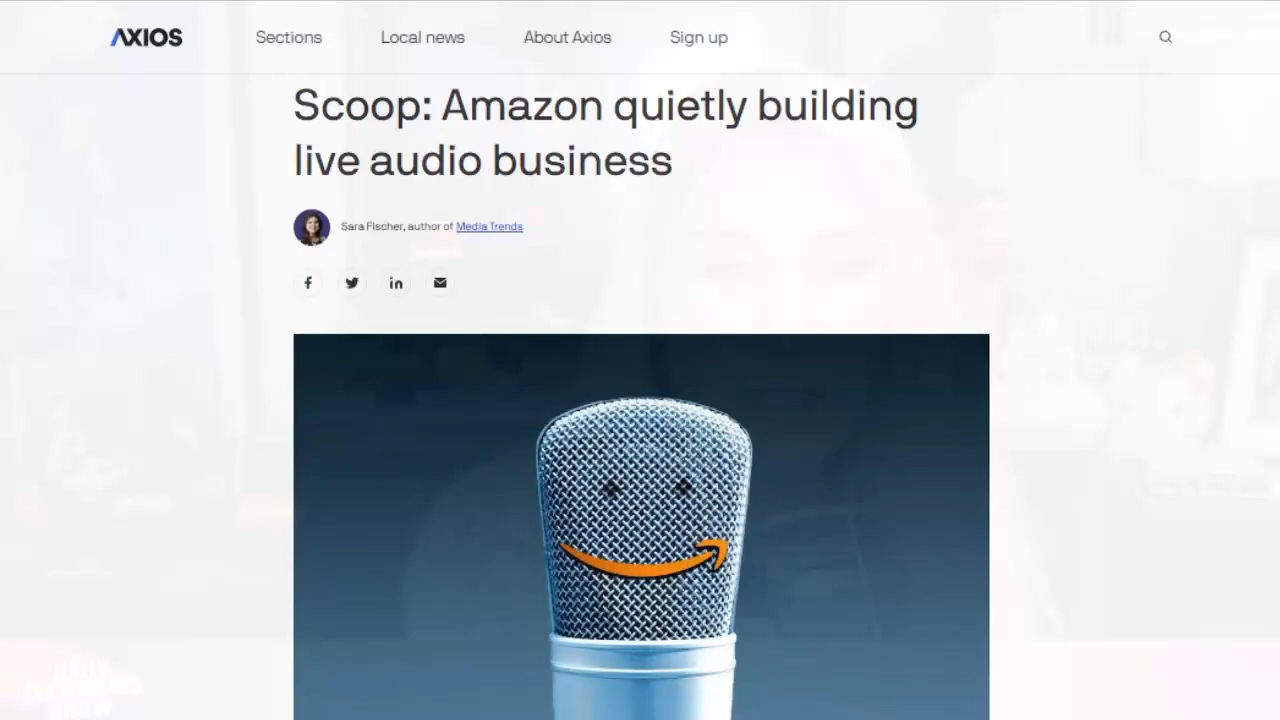 AXIOS
Sections
Local news
About Axios
Sign up
Scoop: Amazon quietly building
live audio business
Sara Fischer, author of Media Trends